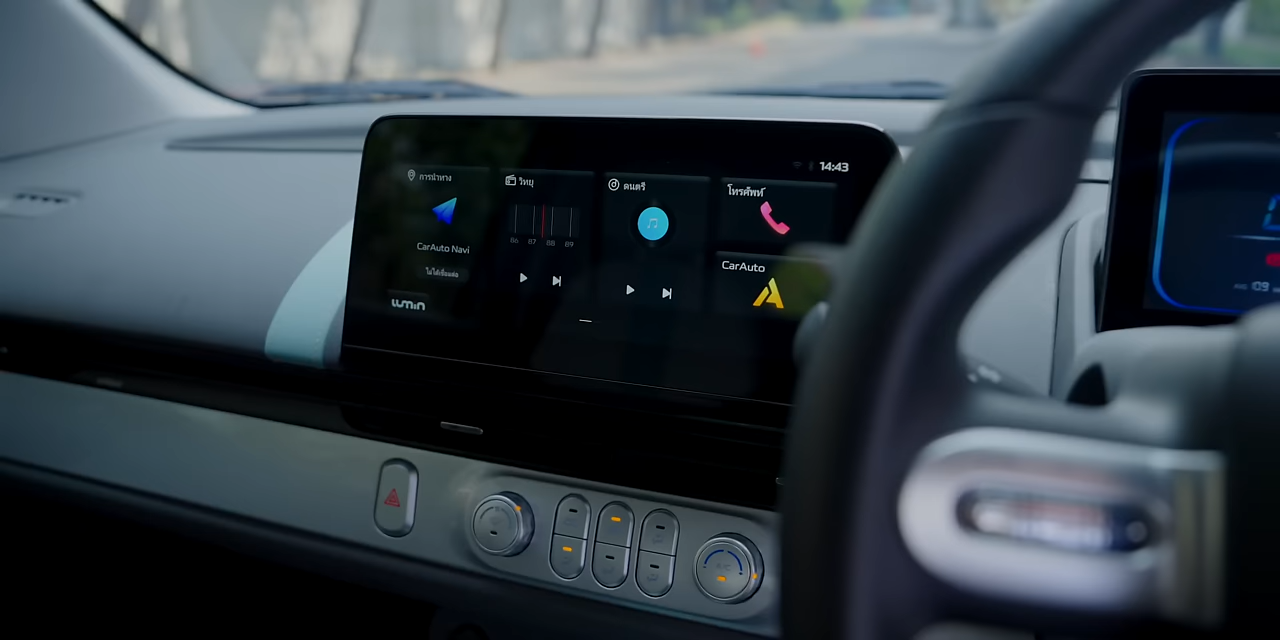 14:43
การนำทาง
CarAuto Navi
ไม่ได้เชื่อมต่อ
LUMIN
วิทยุ
86 87 88 89
ดนตรี
โทรศัพท์
CarAuto
AVG